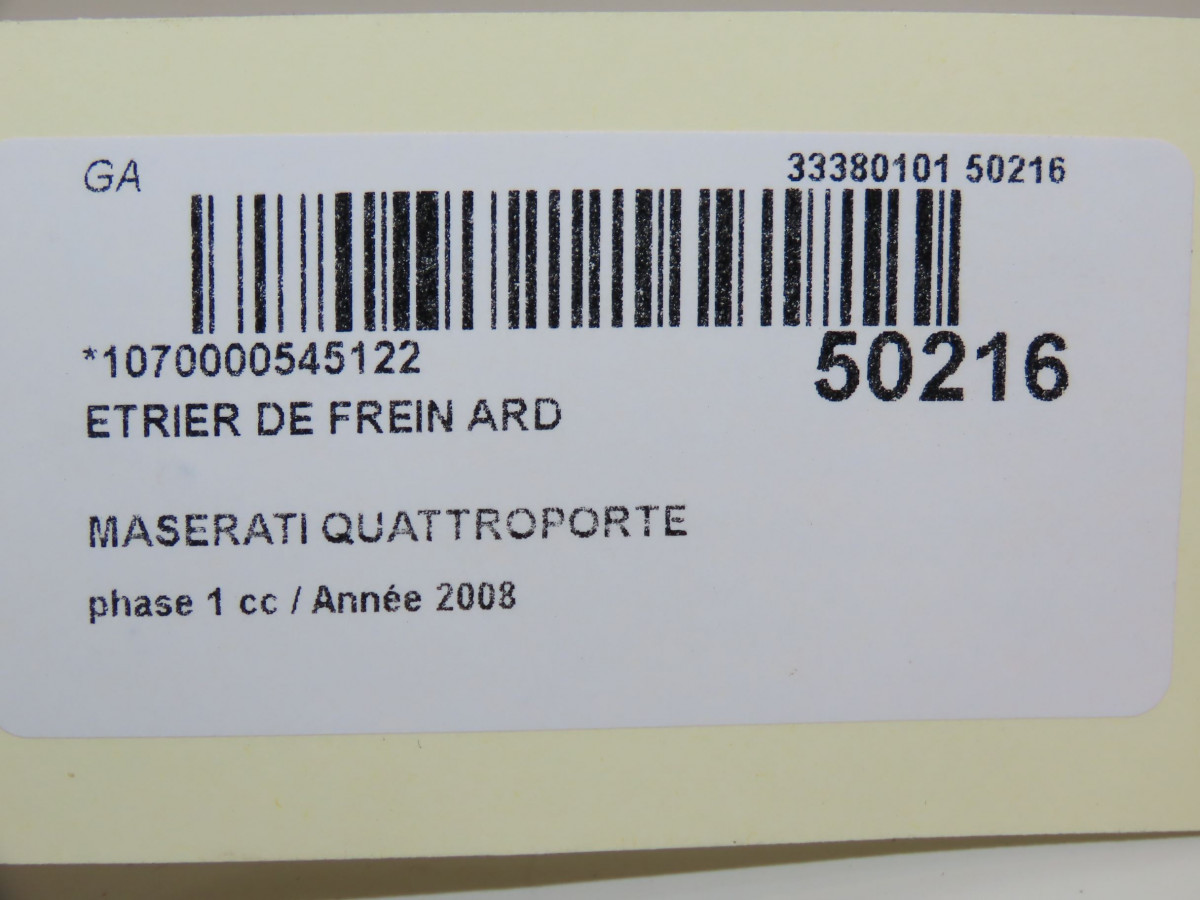 GA
33380101 50216
*1070000545122
50216
ETRIER DE FREIN ARD
MASERATI QUATTROPORTE
phase 1 cc / Année 2008